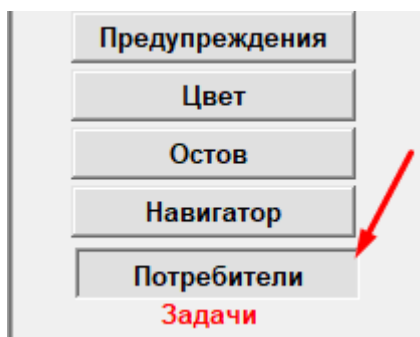 Предупреждения
Цвет
Остов
Навигатор
Потребители
Задачи